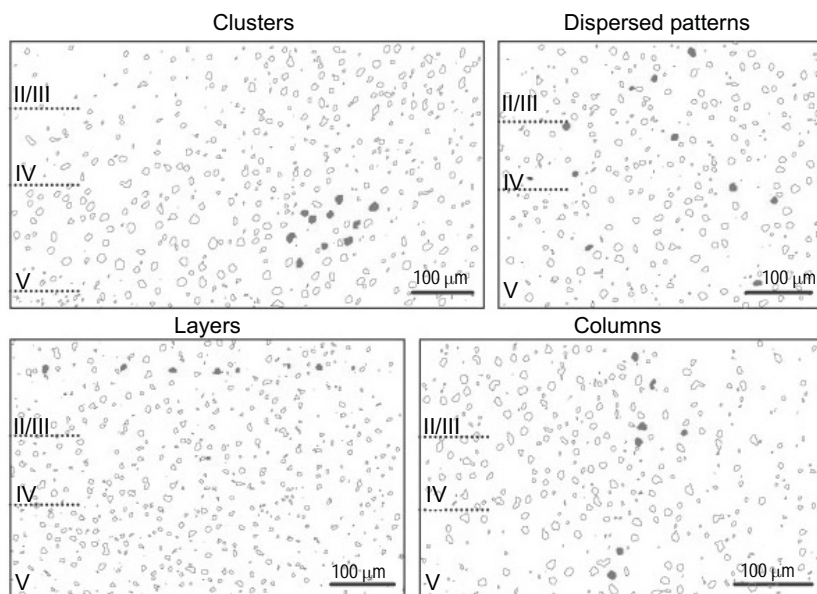 Clusters
II/III
IV
V
100 μm
Dispersed patterns
II/III
IV
V
100 μm
Layers
II/III
IV
V
100 μm
Columns
II/III
IV
V
100 μm